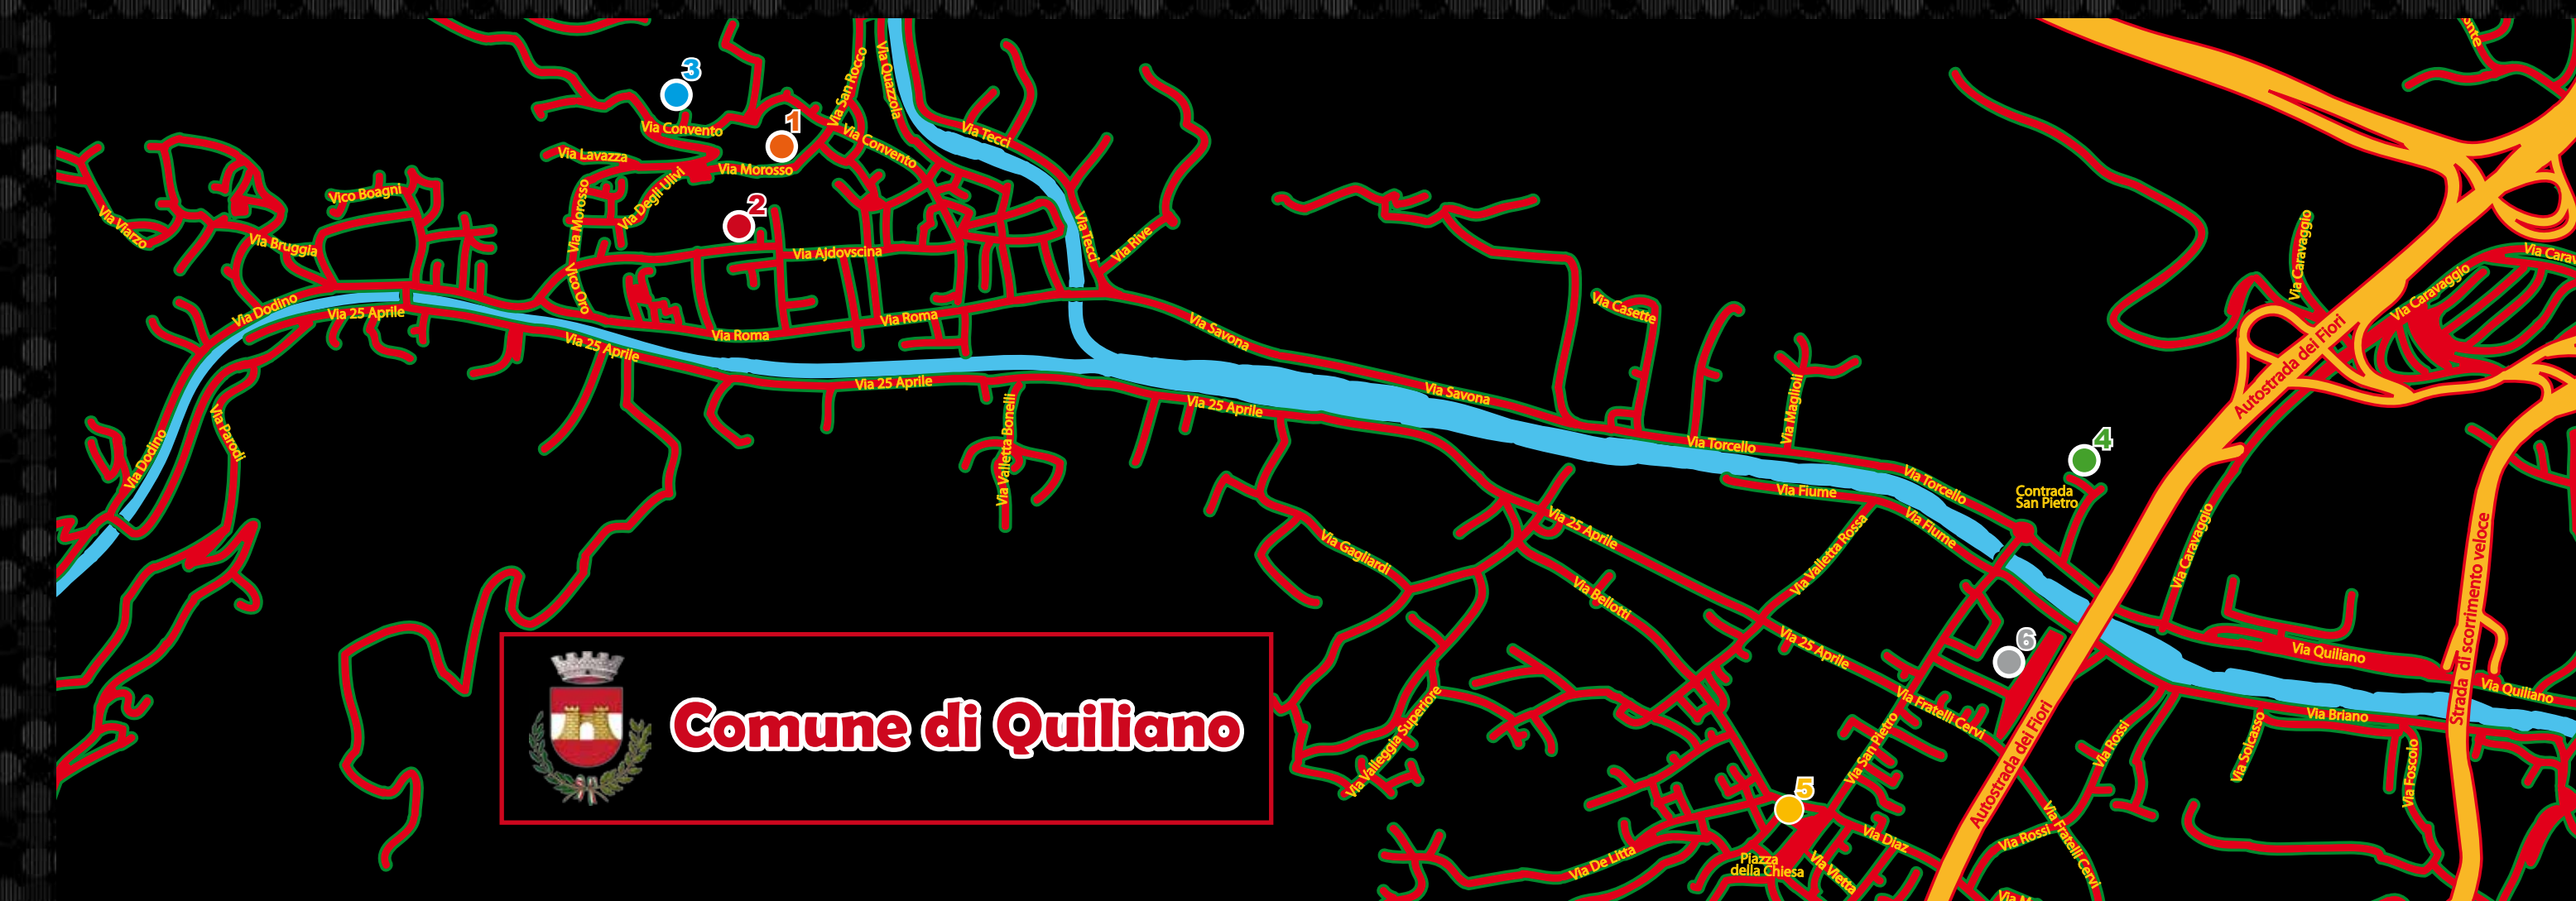 3
1
Via San Rocco
Via Quazzola
Via Convento
Via Convento
Via Tecci
Via Lavazza
Via Morosso
Via Degli Ulivi
Via Morosso
Vico Boagni
Via Viarzo
Via Bruggia
2
Via Ajdovscina
Via Tecci
Via Rive
Vico Oro
Via Dodino
Via 25 Aprile
Via Roma
Via Roma
Via 25 Aprile
Via 25 Aprile
Via Savona
Via Savona
Via 25 Aprile
Via Casette
Via Maglioli
Via Torcello
Via Torcello
Via Caravaggio
Via Caravaggio
Via Carav
Autostrada dei Fiori
4
Contrada
San Pietro
Via Dodino
Via Parodi
Via Valletta Bonelli
Via Gagliardi
Via 25 Aprile
Via Fiume
Via Fiume
Via Valletta Rossa
Via Bellotti
Via 25 Aprile
Via Caravaggio
Strada di scorrimento veloce
6
Via Quiliano
Via Quiliano
Via Briano
Comune di Quiliano
Via Valleggia Superiore
Via Fratelli Cervi
Via San Pietro
Autostrada dei Fiori
Via Rossi
Via Solcasso
Via Foscolo
5
Via De Litta
Piazza
della Chiesa
Via Vietta
Via Diaz
Via Rossi
Via Fratelli Cervi